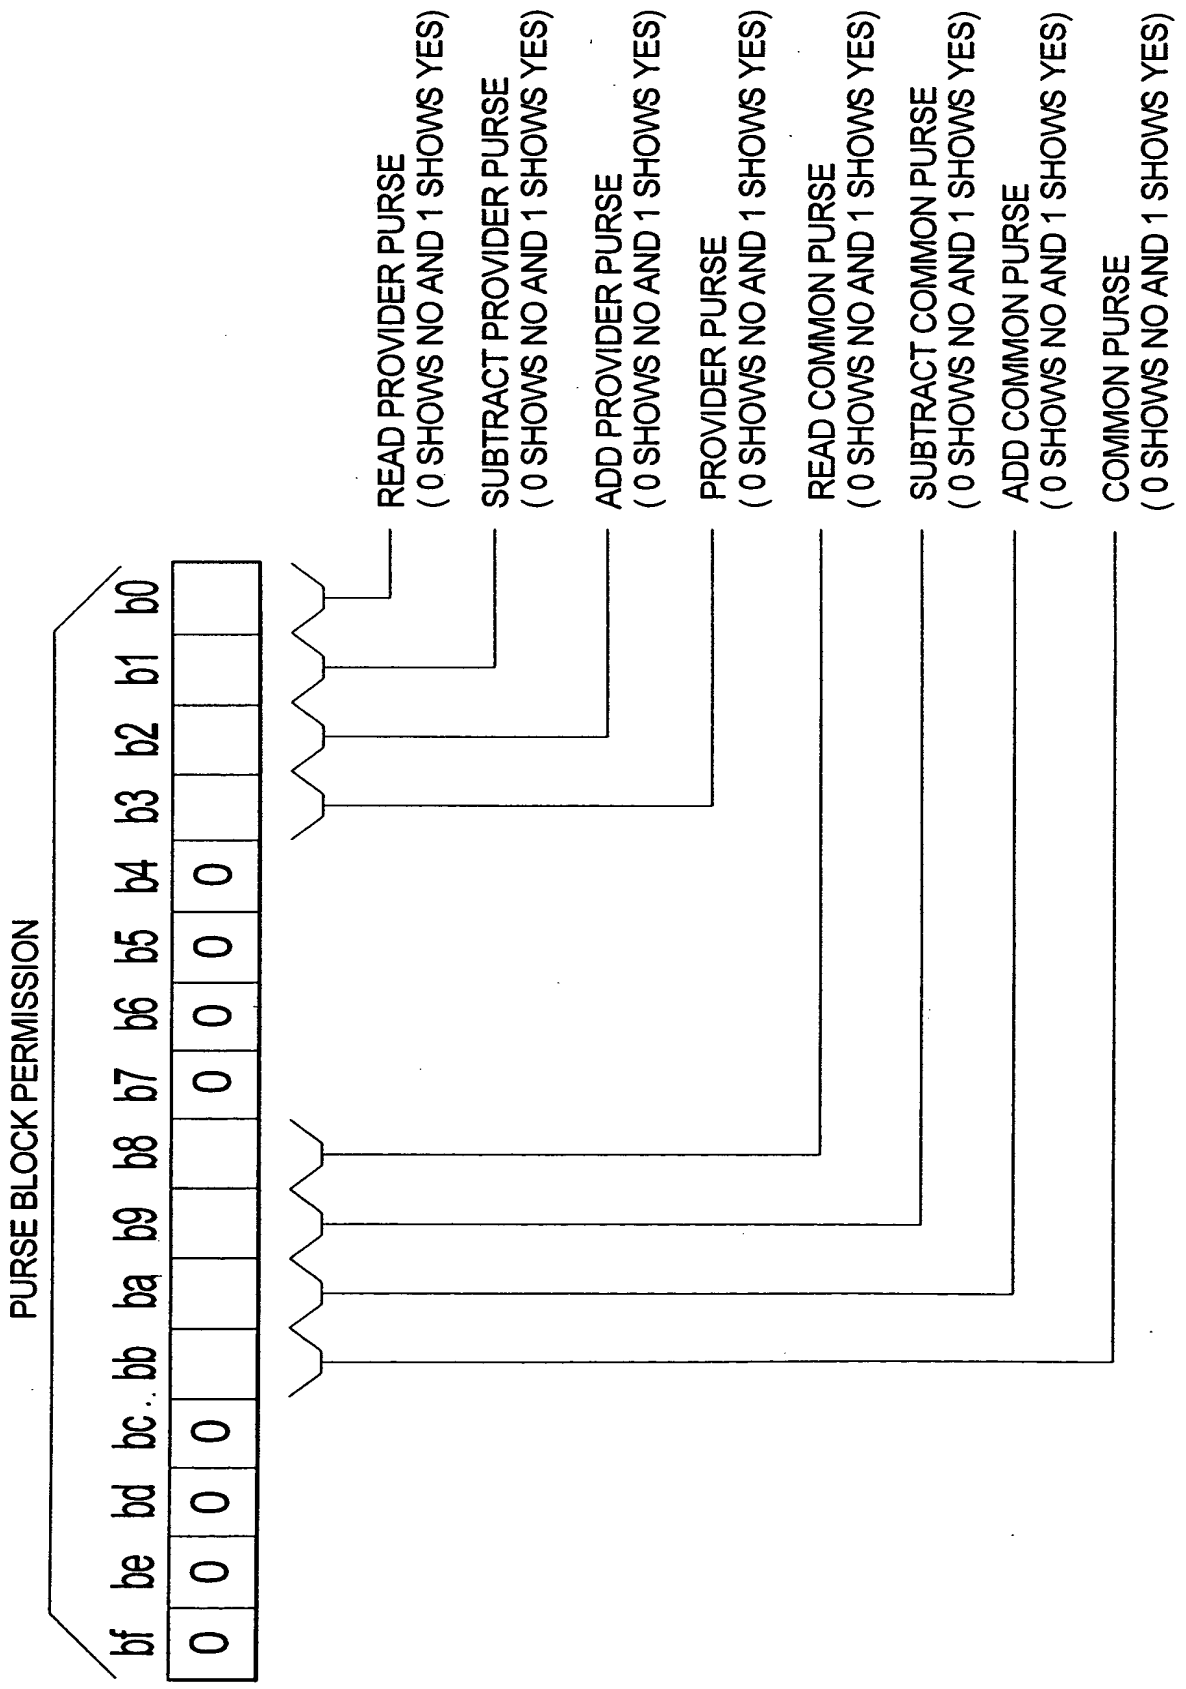 PURSE BLOCK PERMISSION
bf be bd bc.. bb ba b9 b8 b7 b6 b5 b4 b3 b2 b1 b0
0 0 0 0 0 0 0 0
READ PROVIDER PURSE
( 0 SHOWS NO AND 1 SHOWS YES)
SUBTRACT PROVIDER PURSE
( 0 SHOWS NO AND 1 SHOWS YES)
ADD PROVIDER PURSE
( 0 SHOWS NO AND 1 SHOWS YES)
PROVIDER PURSE
( 0 SHOWS NO AND 1 SHOWS YES)
READ COMMON PURSE
( 0 SHOWS NO AND 1 SHOWS YES)
SUBTRACT COMMON PURSE
( 0 SHOWS NO AND 1 SHOWS YES)
ADD COMMON PURSE
( 0 SHOWS NO AND 1 SHOWS YES)
COMMON PURSE
( 0 SHOWS NO AND 1 SHOWS YES)